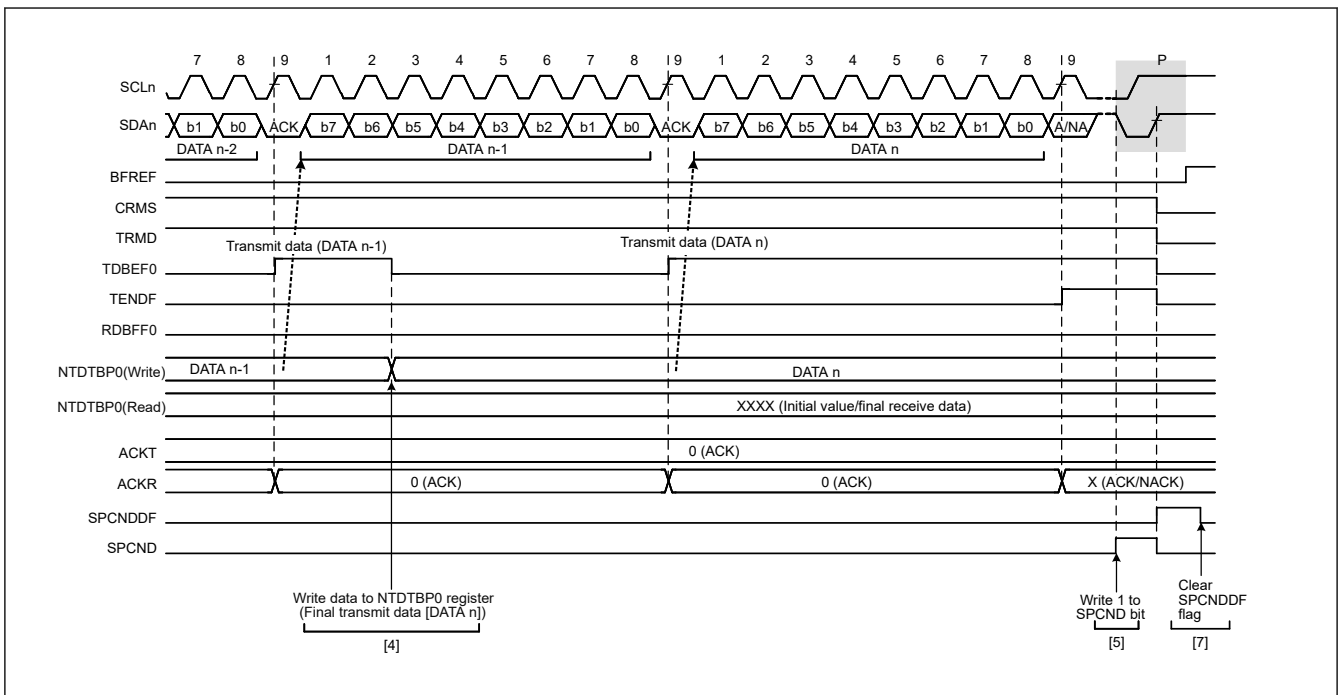 7 8 9 1 2 3 4 5 6 7 8 9 1 2 3 4 5 6 7 8 9 P
SCLn
SDAn b1 b0 ACK b7 b6 b5 b4 b3 b2 b1 b0 ACK b7 b6 b5 b4 b3 b2 b1 b0 A/NA
DATA n-2 DATA n-1 DATA n
BFREF
CRMS
TRMD
Transmit data (DATA n-1) Transmit data (DATA n)
TDBEF0
TENDF
RDBFF0
NTDTBP0(Write) DATA n-1 DATA n
NTDTBP0(Read) XXXX (Initial value/final receive data)
ACKT 0 (ACK)
ACKR 0 (ACK) 0 (ACK) X (ACK/NACK)
SPCNDDF
SPCND
Write data to NTDTBP0 register
(Final transmit data [DATA n])
[4]
Write 1 to
SPCND bit
[5]
Clear
SPCNDDF
flag
[7]